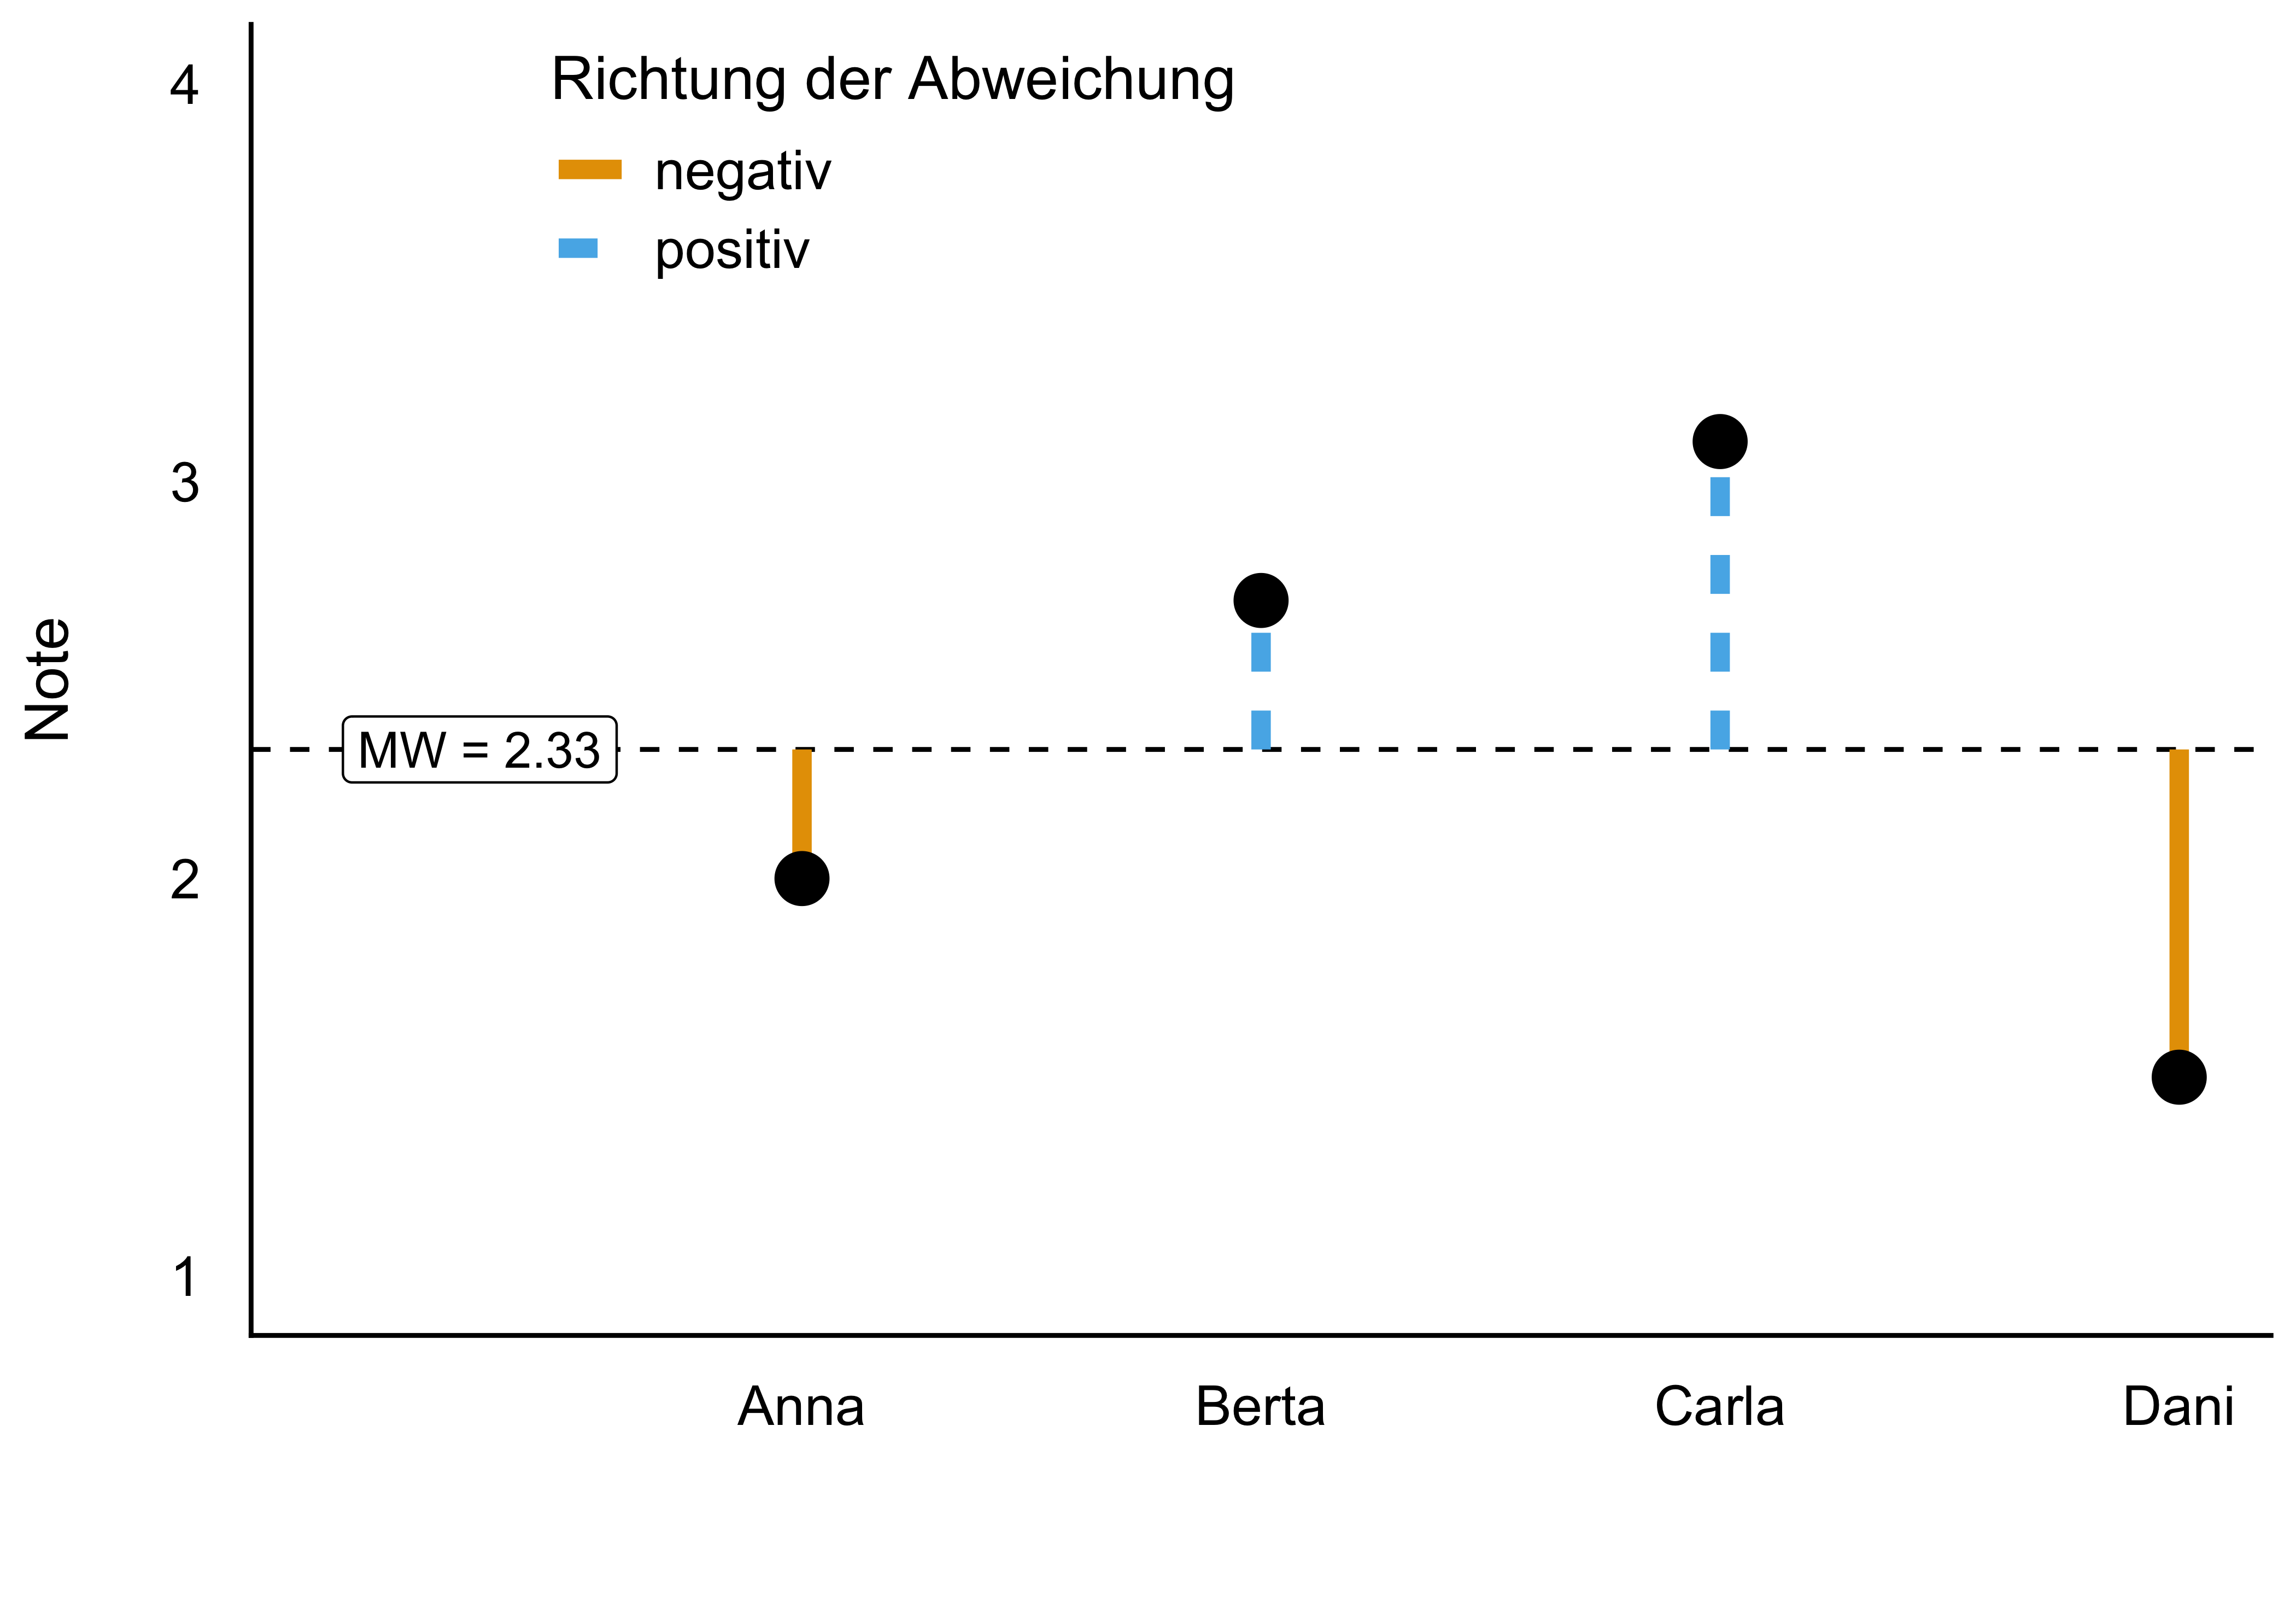 Richtung der Abweichung
negativ
positiv
4
3
2
1
Note
MW = 2.33
Anna
Berta
Carla
Dani